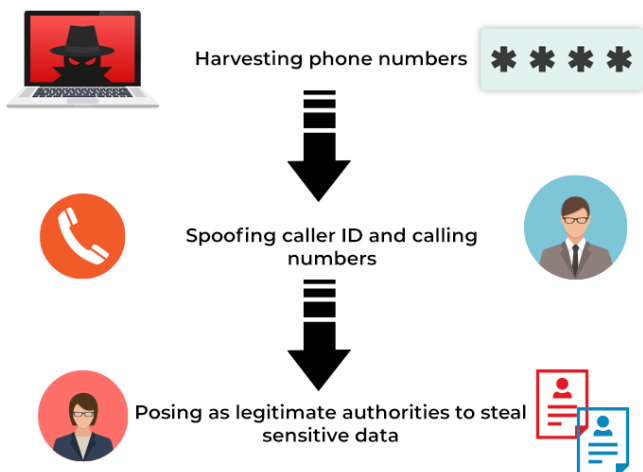 Harvesting phone numbers
* * * *
Spoofing caller ID and calling
numbers
Posing as legitimate authorities to steal
sensitive data